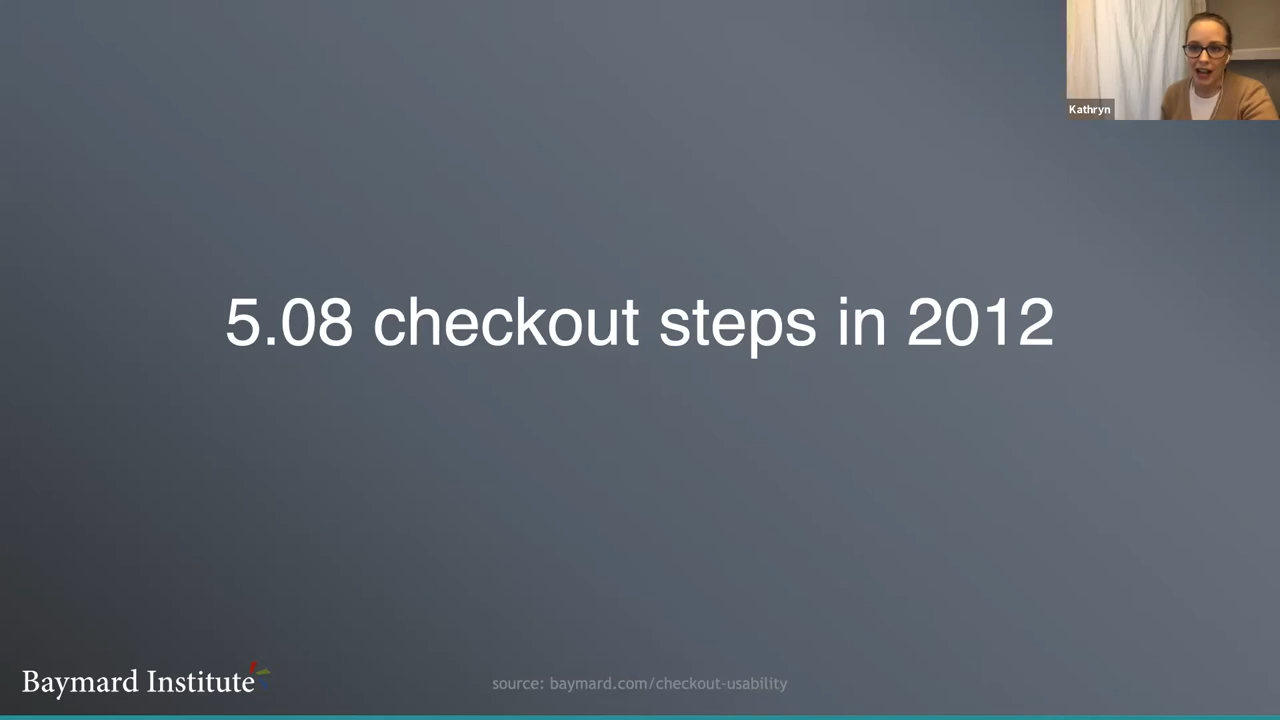 Kathryn
5.08 checkout steps in 2012
Baymard Institute
source: baymard.com/checkout-usability